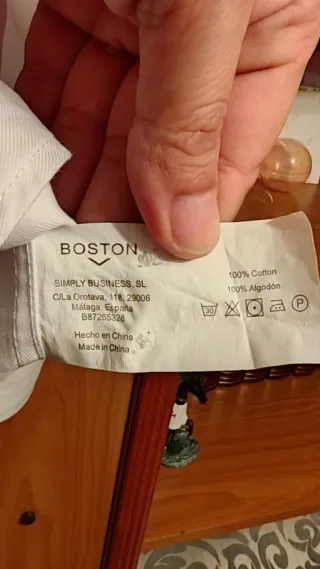 BOSTON
SIMPLY BUSINESS, SL
C/La Orotava, 118, 29006
Málaga, España
B87265328
Hecho en China
Made in China
100% Cotton
100% Algodón
30
P